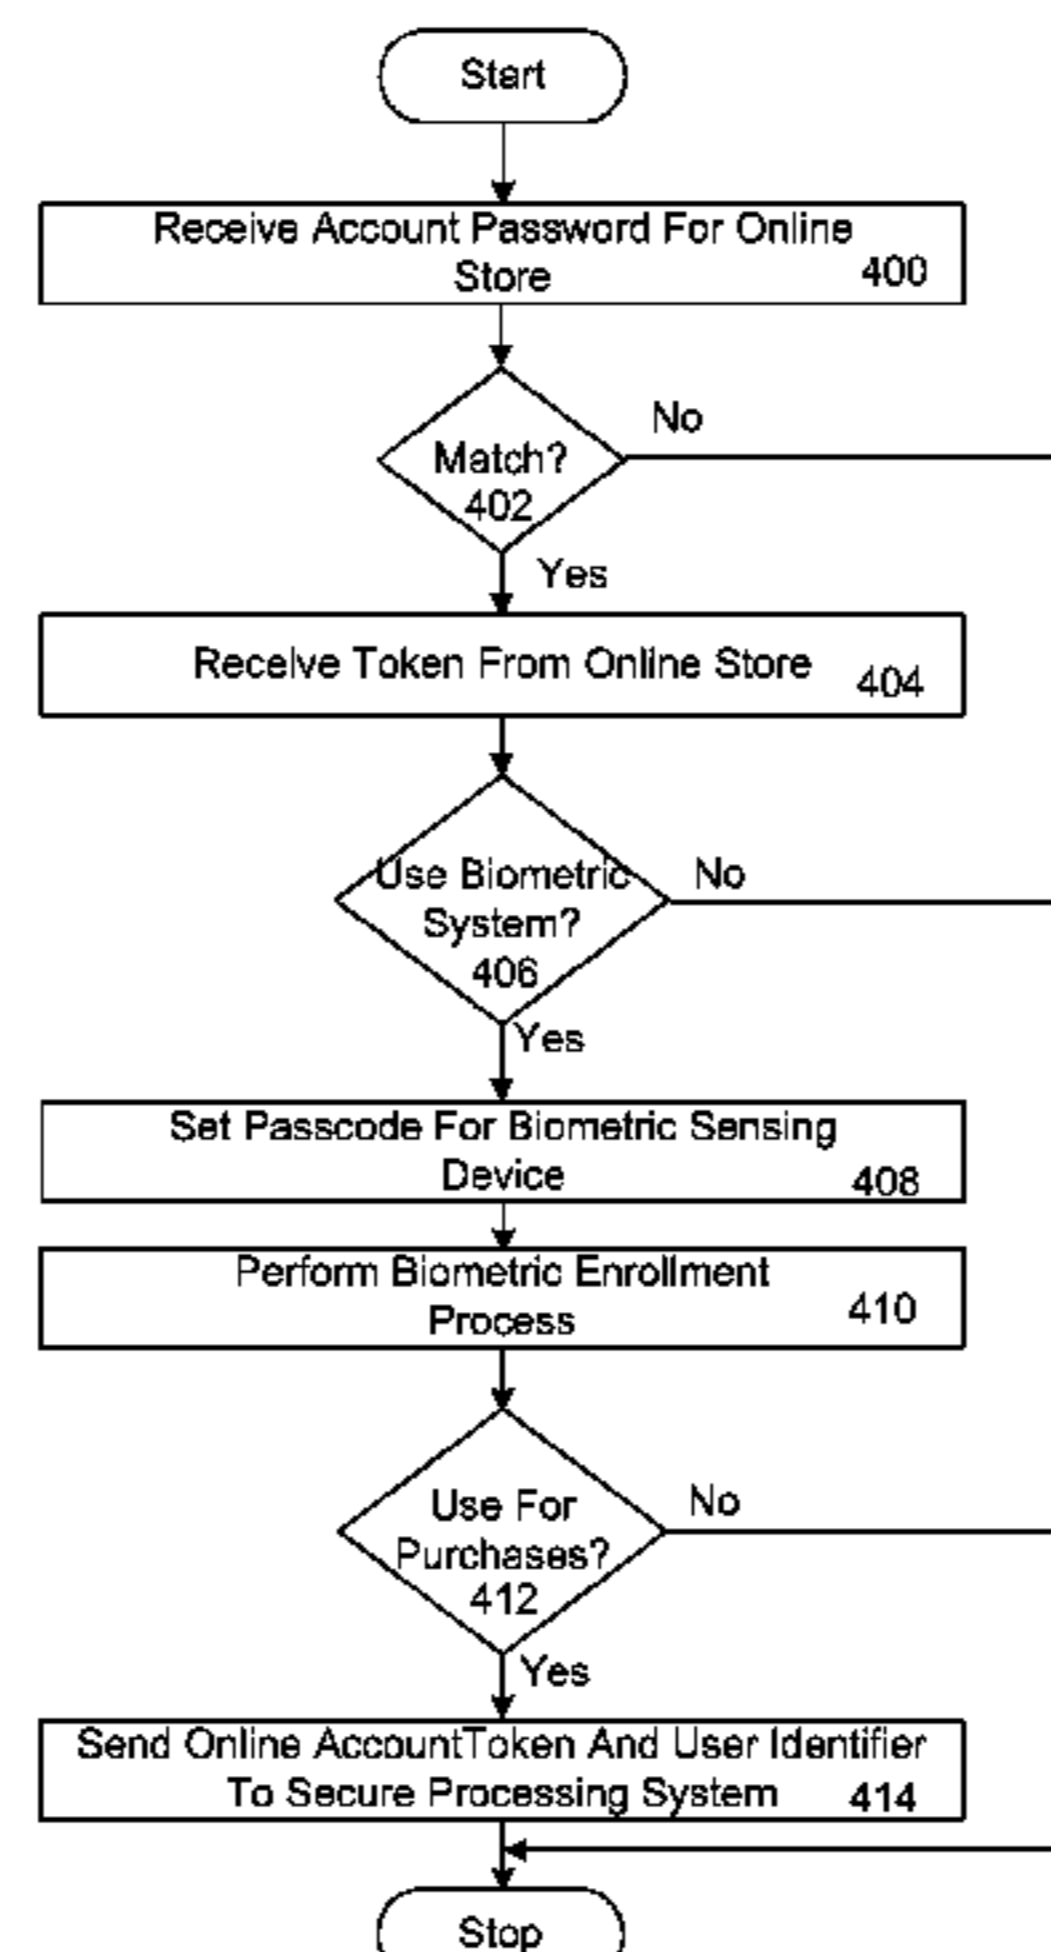 Start
Receive Account Password For Online
Store
400
Match?
402
No
Yes
Receive Token From Online Store
404
Use Biometric
System?
406
No
Yes
Set Passcode For Biometric Sensing
Device
408
Perform Biometric Enrollment
Process
410
Use For
Purchases?
412
No
Yes
Send Online AccountToken And User Identifier
To Secure Processing System
414
Stop